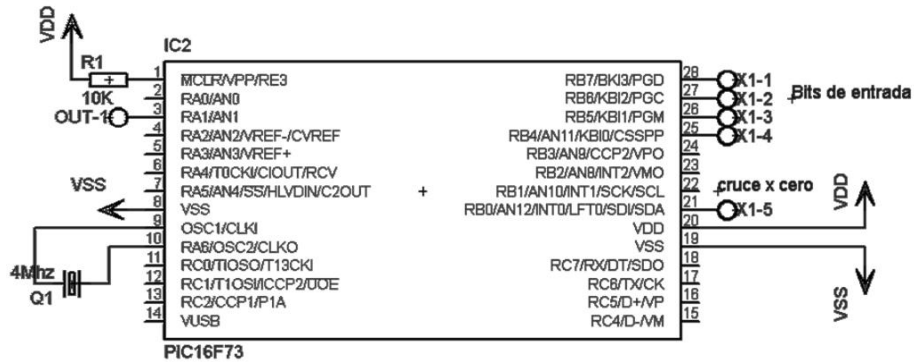 VDD
IC2
R1
10K
OUT-1
VSS
4Mhz
Q1
1 MCLR/VPP/RE3
2 RA0/AN0
3 RA1/AN1
4 RA2/AN2/VREF-/CVREF
5 RA3/AN3/VREF+
6 RA4/T0CKI/CIOUT/RCV
7 RA5/AN4/SS/HLVDIN/C2OUT
8 VSS
9 OSC1/CLKI
10 RA6/OSC2/CLKO
11 RC0/TIOSO/T13CKI
12 RC1/T1OSI/ICCP2/UOE
13 RC2/CCP1/P1A
14 VUSB
RB7/BKI3/PGD 28 X1-1
RB6/KBI2/PGC 27 X1-2
RB5/KBI1/PGM 26 X1-3
RB4/AN11/KBI0/CSSPP 25 X1-4
RB3/AN9/CCP2/VPO 24
RB2/AN8/INT2/VMO 23
RB1/AN10/INT1/SCK/SCL 22
RB0/AN12/INT0/LFT0/SDI/SDA 21 X1-5
VDD 20
VSS 19
RC7/RX/DT/SDO 18
RC6/TX/CK 17
RC5/D+/VP 16
RC4/D-/VM 15
Bits de entrada
cruce x cero
VDD
VSS
PIC16F73